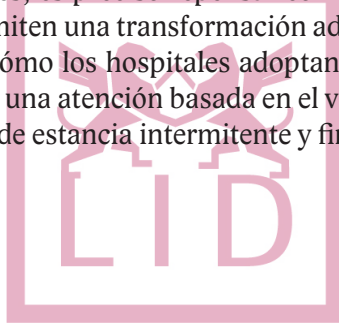 miten una transformación ad
ómo los hospitales adoptan
una atención basada en el v
de estancia intermitente y fi
LID